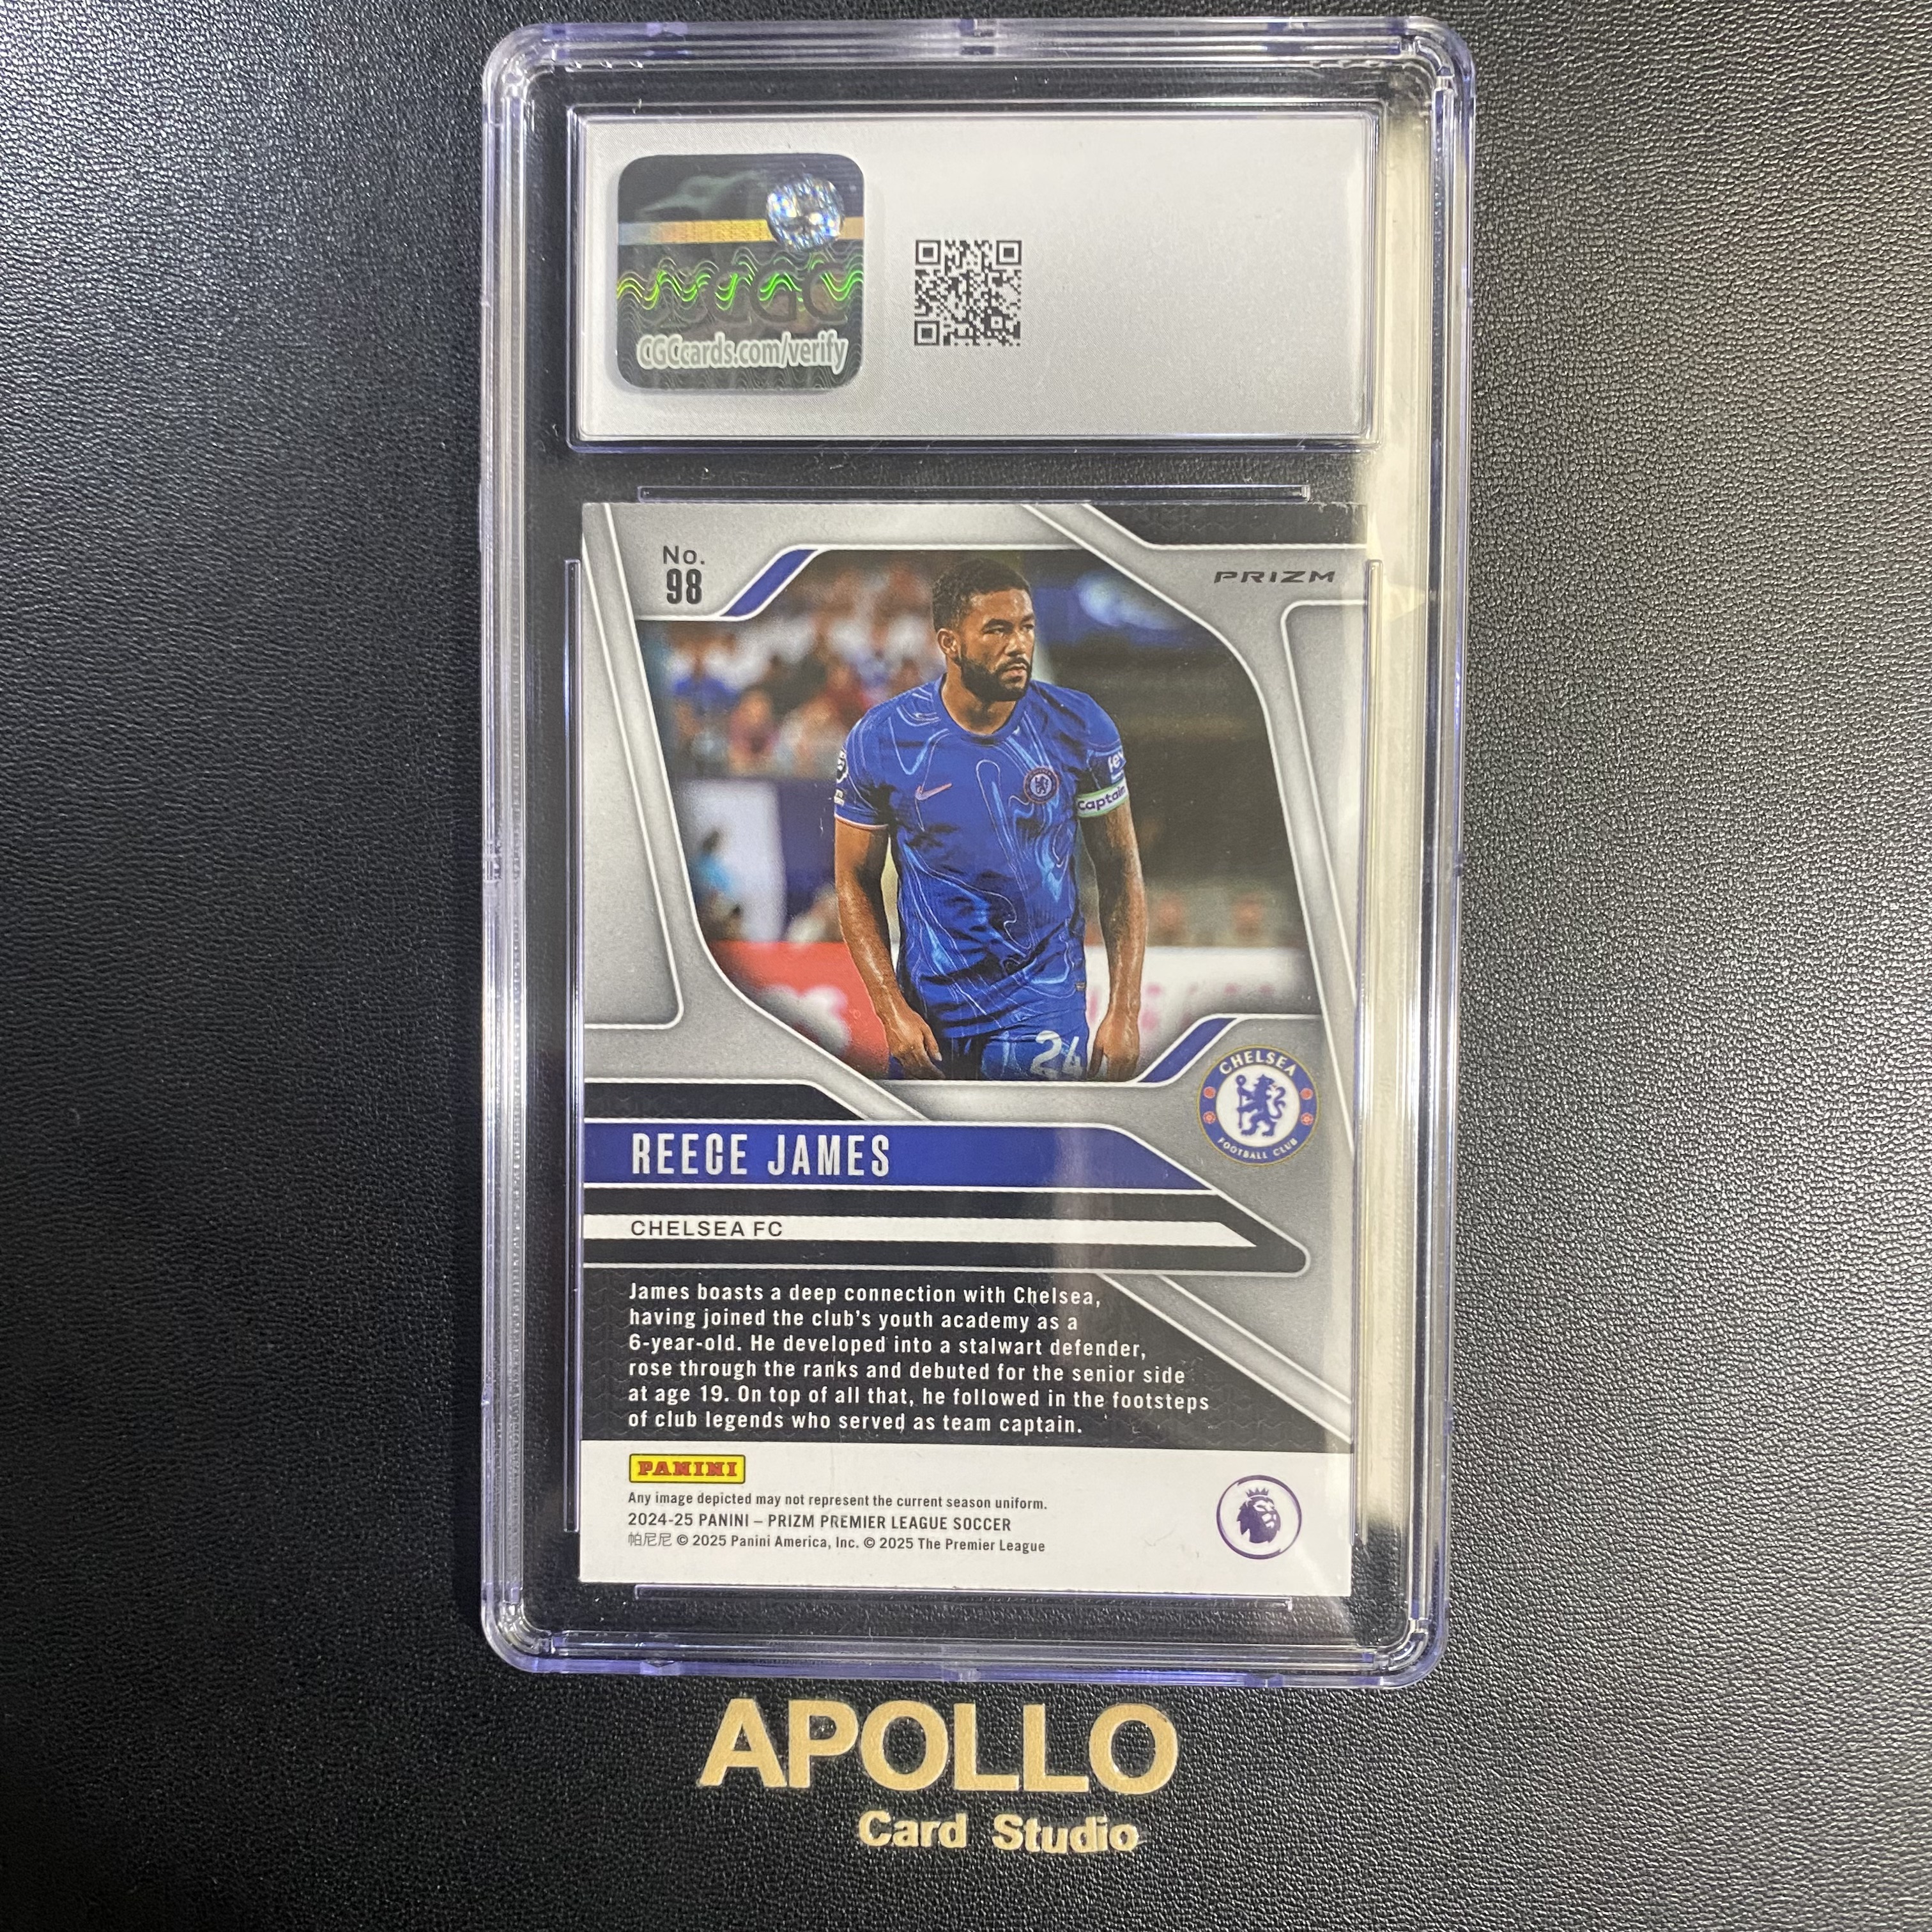 CGC
CGCcards.com/verify
No.
98
PRIZM
Captain
24
CHELSEA
FOOTBALL CLUB
REECE JAMES
CHELSEA FC
James boasts a deep connection with Chelsea,
having joined the club's youth academy as a
6-year-old. He developed into a stalwart defender,
rose through the ranks and debuted for the senior side
at age 19. On top of all that, he followed in the footsteps
of club legends who served as team captain.
PANINI
Any image depicted may not represent the current season uniform.
2024-25 PANINI – PRIZM PREMIER LEAGUE SOCCER
帕尼尼 © 2025 Panini America, Inc. © 2025 The Premier League
APOLLO
Card Studio